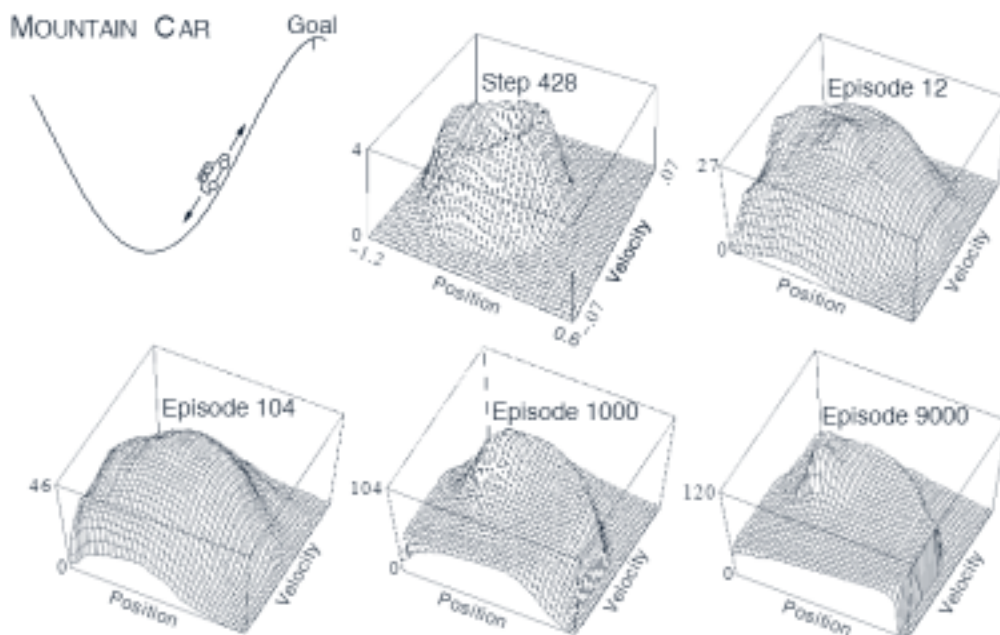 MOUNTAIN CAR
Goal
Step 428
4
0
-1.2
Position
0.6
-.07
Velocity
.07
Episode 12
27
0
Position
Velocity
Episode 104
46
0
Position
Velocity
Episode 1000
104
0
Position
Velocity
Episode 9000
120
0
Position
Velocity